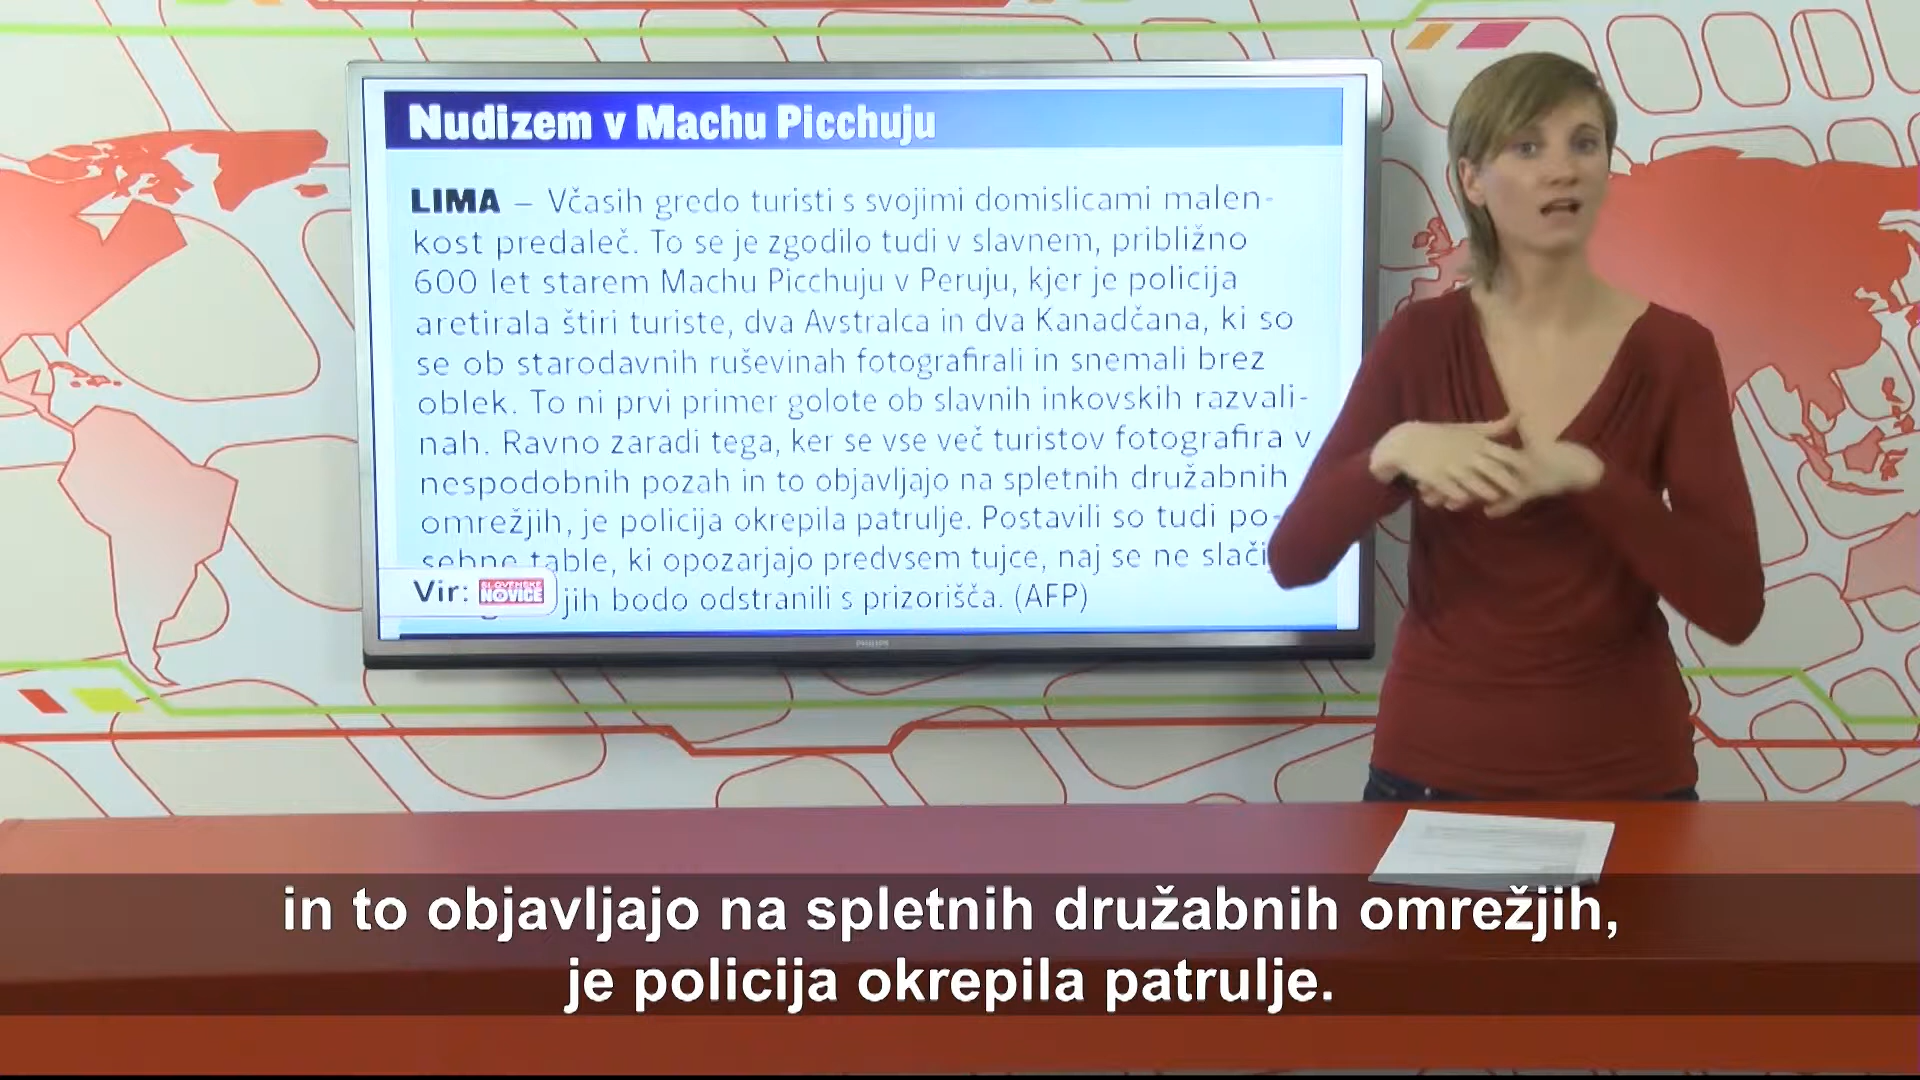 Nudizem v Machu Picchuju
LIMA – Včasih gredo turisti s svojimi domislicami malen-
kost predaleč. To se je zgodilo tudi v slavnem, približno
600 let starem Machu Picchuju v Peruju, kjer je policija
aretirala štiri turiste, dva Avstralca in dva Kanadčana, ki so
se ob starodavnih ruševinah fotografirali in snemali brez
oblek. To ni prvi primer golote ob slavnih inkovskih razvali-
nah. Ravno zaradi tega, ker se vse več turistov fotografira v
nespodobnih pozah in to objavljajo na spletnih družabnih
omrežjih, je policija okrepila patrulje. Postavili so tudi po-
sebne table, ki opozarjajo predvsem tujce, naj se ne slači
jih bodo odstranili s prizorišča. (AFP)
Vir: SLOVENSKE
NOVICE
PHILIPS
in to objavljajo na spletnih družabnih omrežjih,
je policija okrepila patrulje.